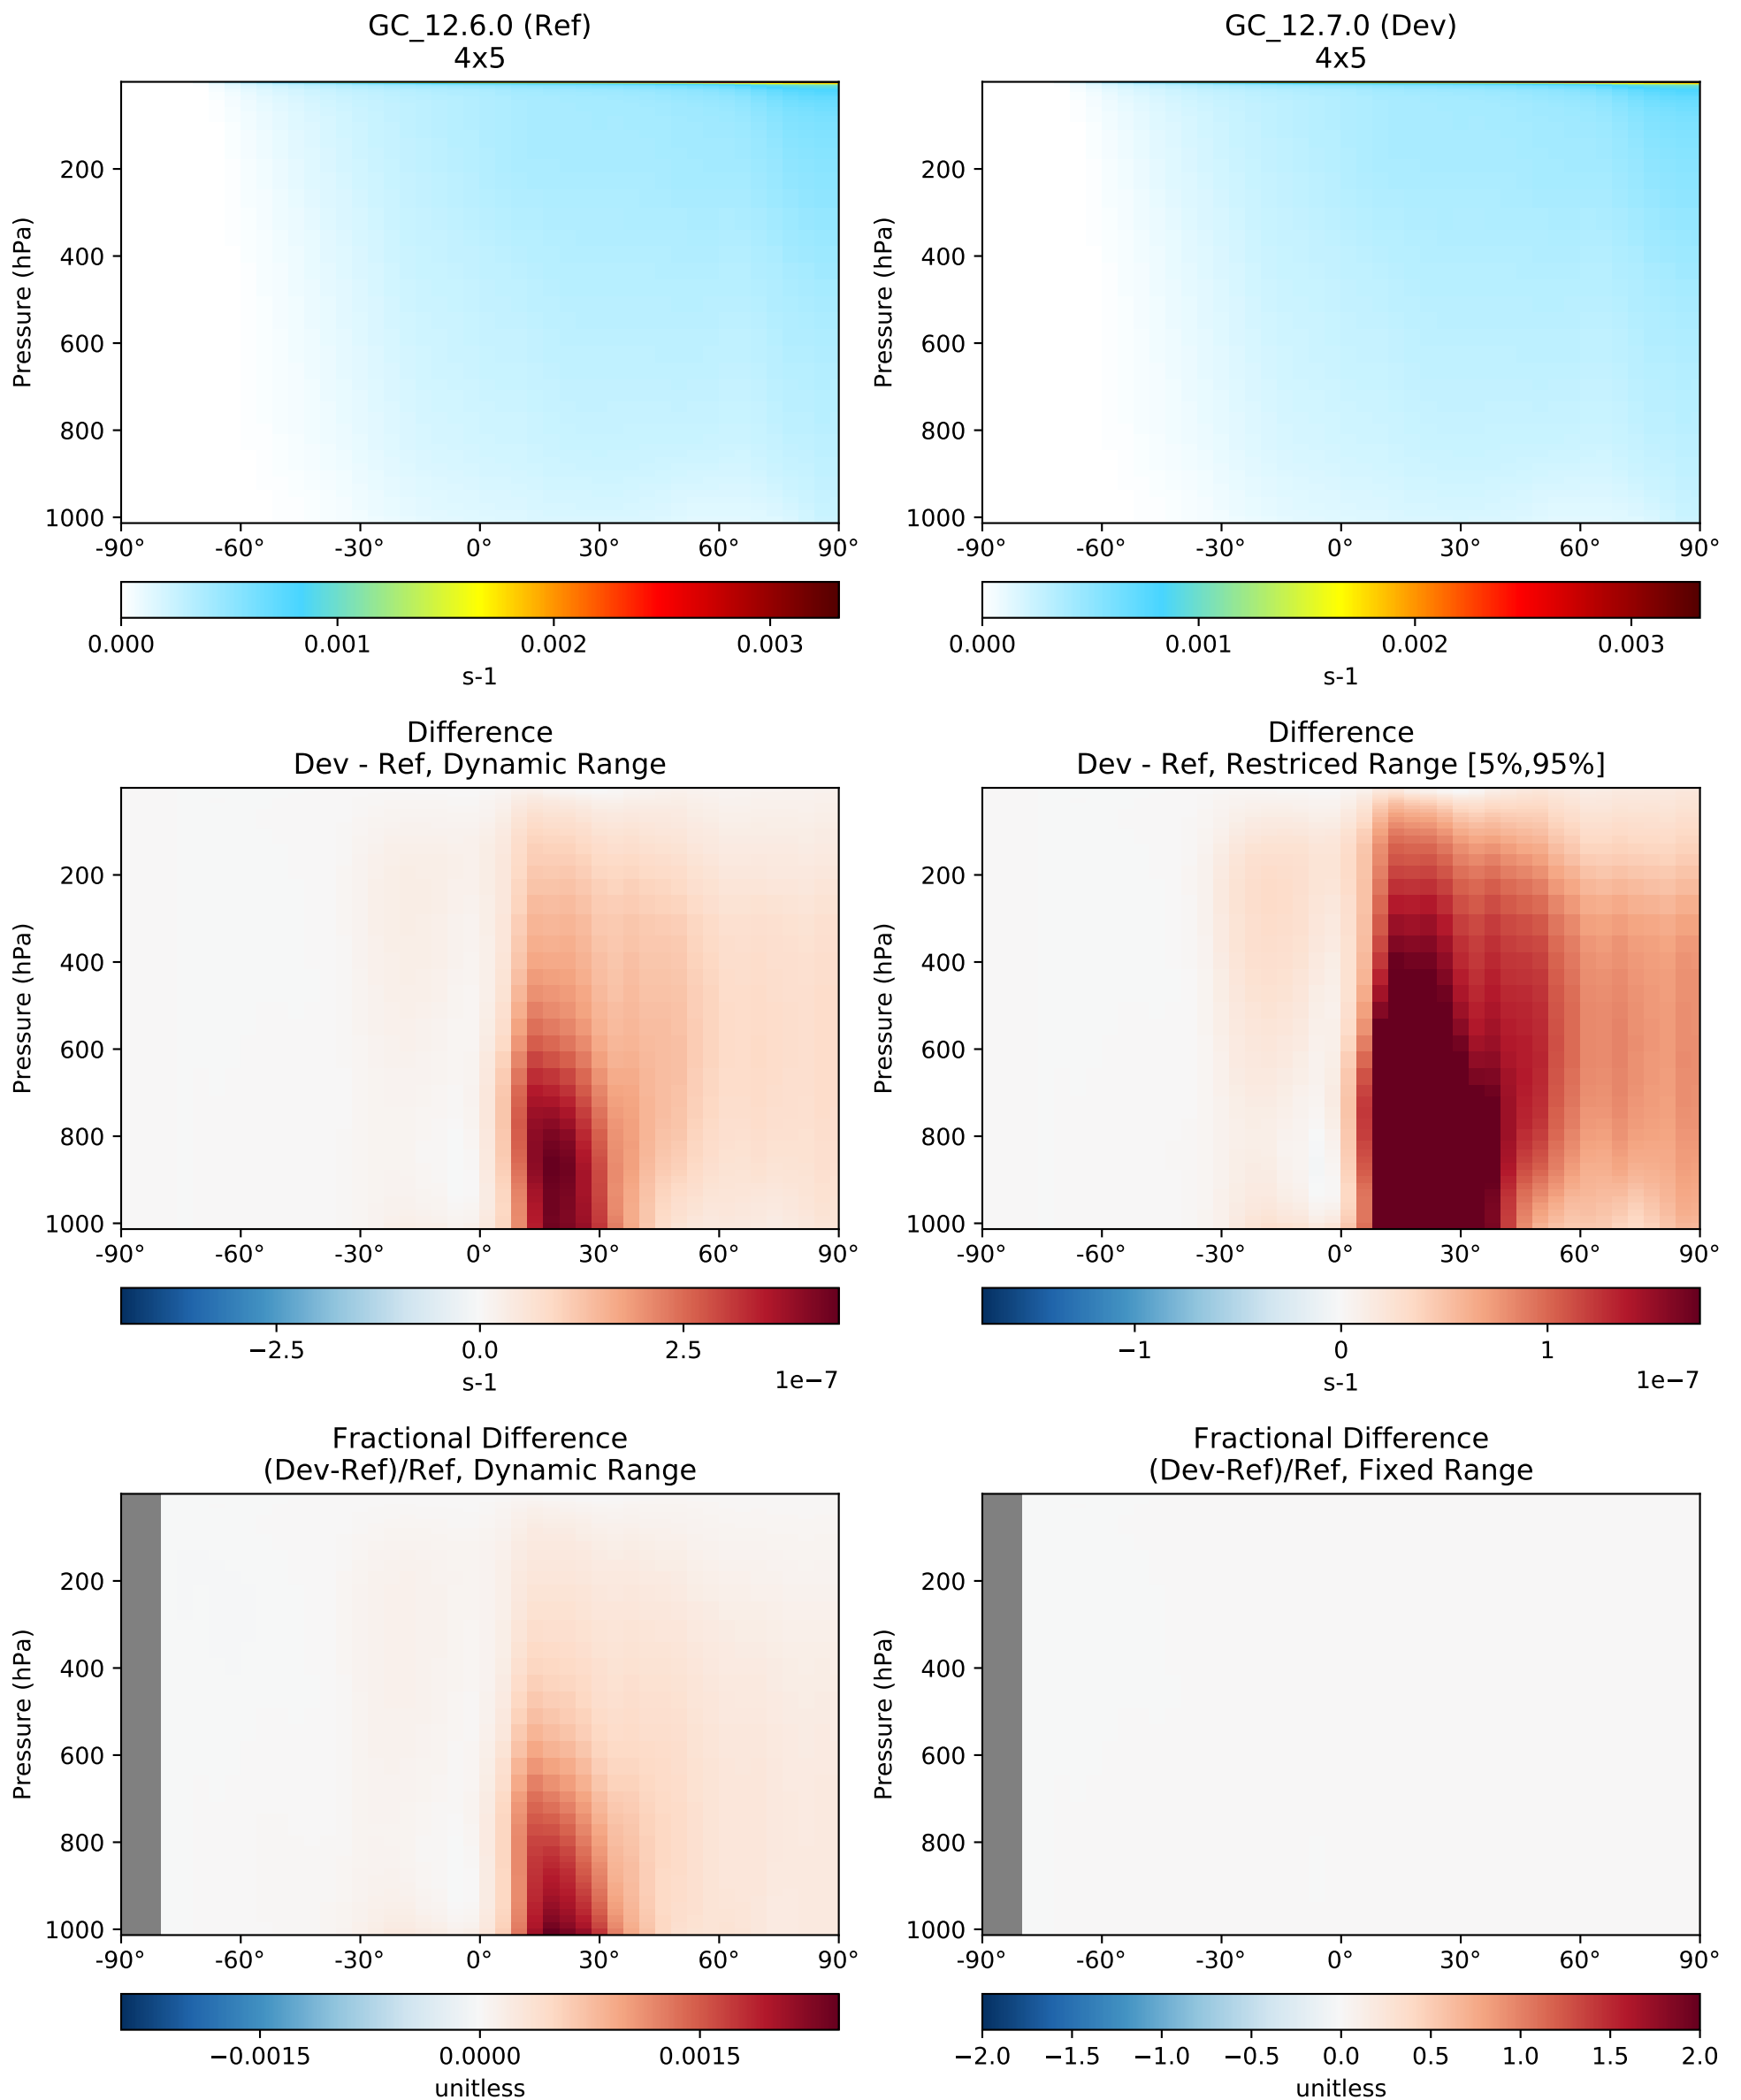 GC_12.6.0 (Ref)
4x5
Pressure (hPa)
200
400
600
800
1000
-90° -60° -30° 0° 30° 60° 90°
0.000 0.001 0.002 0.003
s-1
GC_12.7.0 (Dev)
4x5
Pressure (hPa)
200
400
600
800
1000
-90° -60° -30° 0° 30° 60° 90°
0.000 0.001 0.002 0.003
s-1
Difference
Dev - Ref, Dynamic Range
Pressure (hPa)
200
400
600
800
1000
-90° -60° -30° 0° 30° 60° 90°
−2.5 0.0 2.5
s-1 1e−7
Difference
Dev - Ref, Restriced Range [5%,95%]
Pressure (hPa)
200
400
600
800
1000
-90° -60° -30° 0° 30° 60° 90°
−1 0 1
s-1 1e−7
Fractional Difference
(Dev-Ref)/Ref, Dynamic Range
Pressure (hPa)
200
400
600
800
1000
-90° -60° -30° 0° 30° 60° 90°
−0.0015 0.0000 0.0015
unitless
Fractional Difference
(Dev-Ref)/Ref, Fixed Range
Pressure (hPa)
200
400
600
800
1000
-90° -60° -30° 0° 30° 60° 90°
−2.0 −1.5 −1.0 −0.5 0.0 0.5 1.0 1.5 2.0
unitless